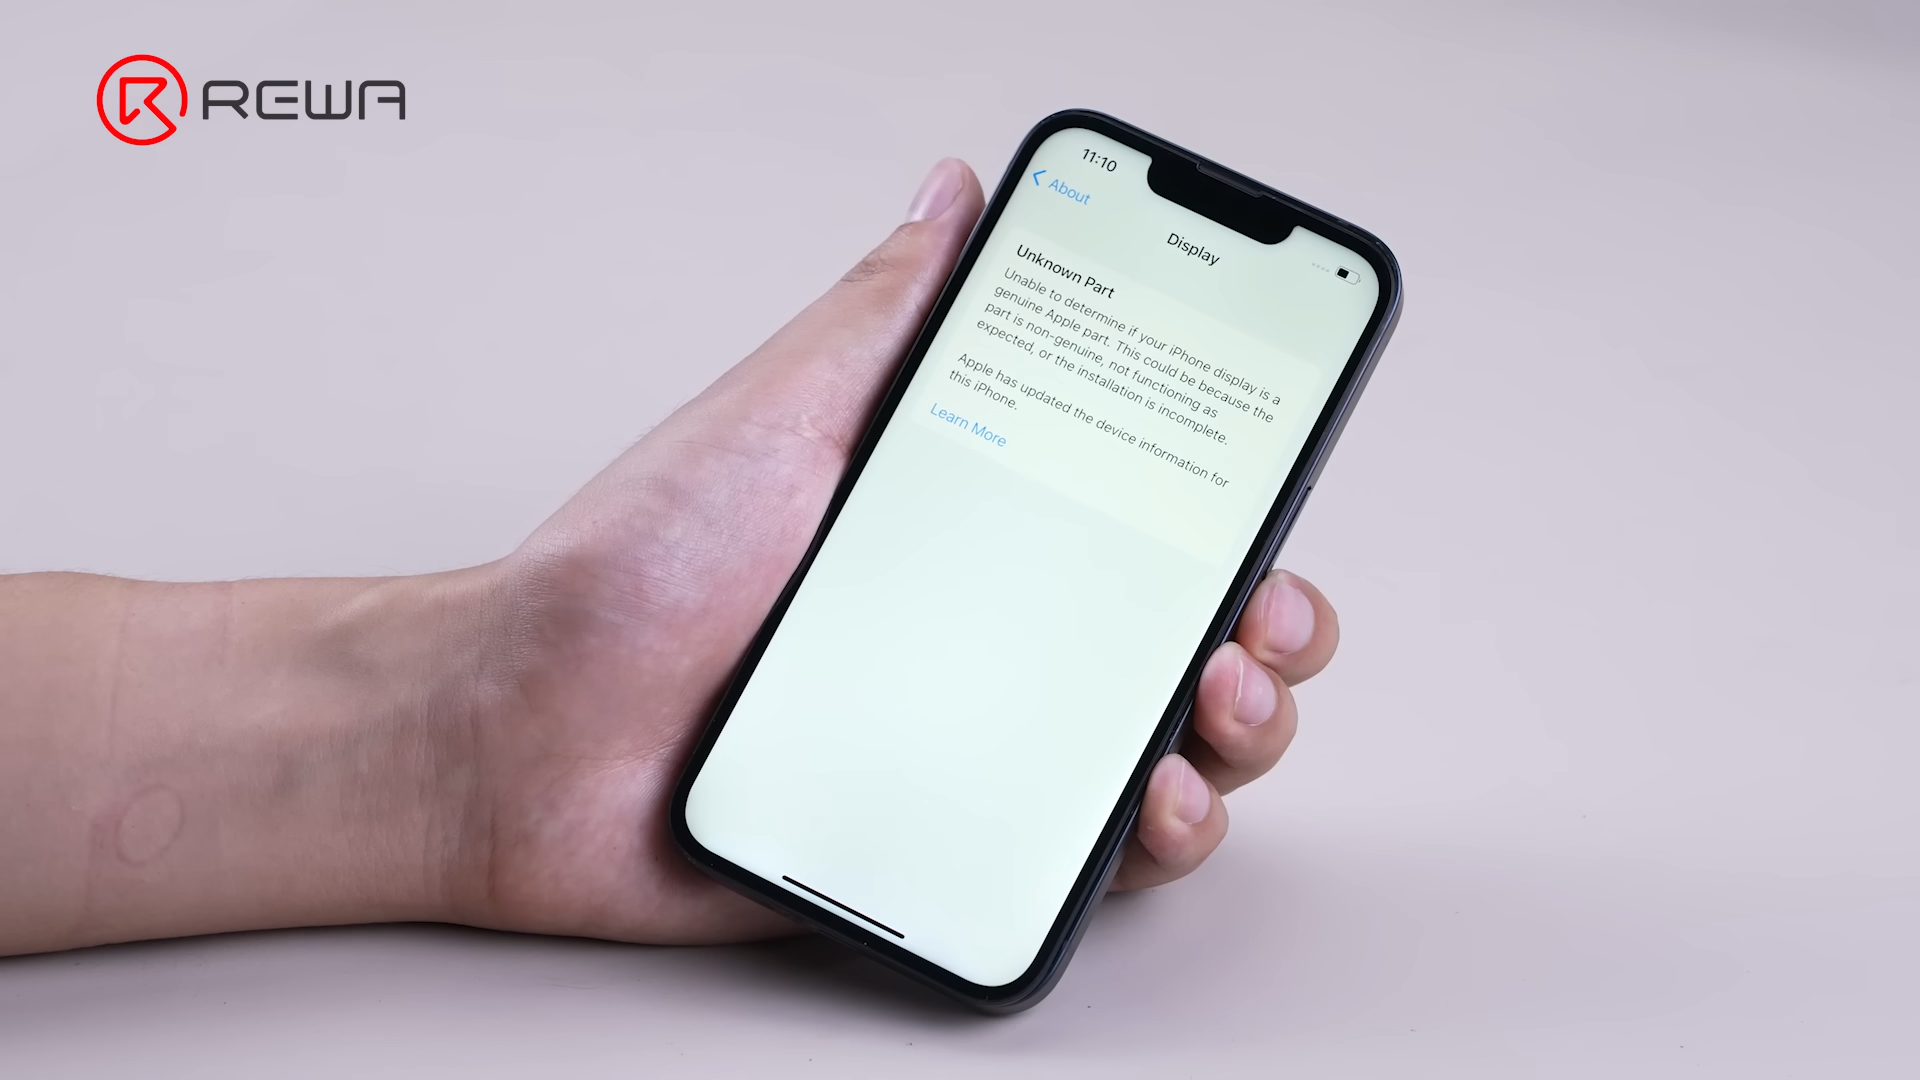 REWA
11:10
About
Display
Unknown Part
Unable to determine if your iPhone display is a
genuine Apple part. This could be because the
part is non-genuine, not functioning as
expected, or the installation is incomplete.
Apple has updated the device information for
this iPhone.
Learn More